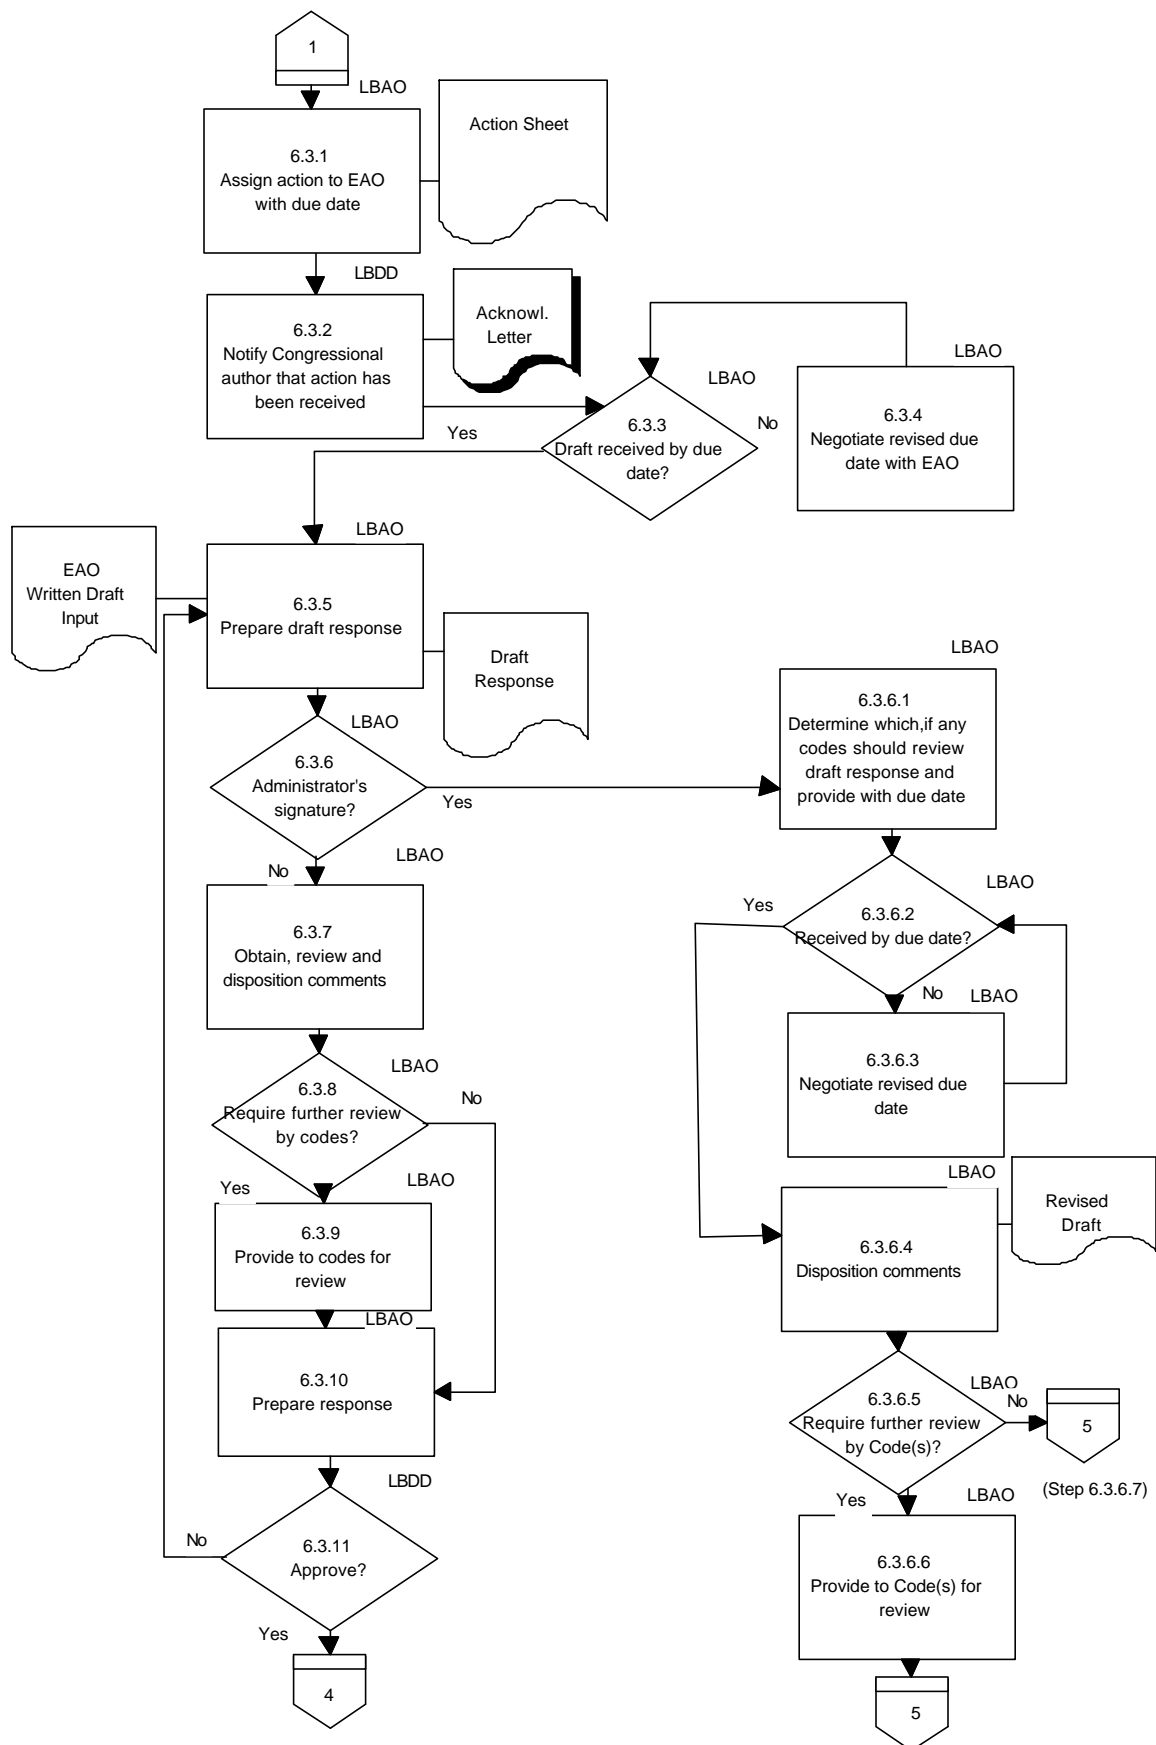 1
LBAO
Action Sheet
6.3.1
Assign action to EAO
with due date
LBDD
Acknowl.
Letter
6.3.2
Notify Congressional
author that action has
been received
LBAO
6.3.3
Draft received by due
date?
No
Yes
LBAO
6.3.4
Negotiate revised due
date with EAO
LBAO
EAO
Written Draft
Input
6.3.5
Prepare draft response
Draft
Response
LBAO
6.3.6
Administrator's
signature?
Yes
No
LBAO
6.3.6.1
Determine which,if any
codes should review
draft response and
provide with due date
LBAO
6.3.7
Obtain, review and
disposition comments
LBAO
6.3.6.2
Received by due date?
Yes
No
LBAO
6.3.6.3
Negotiate revised due
date
LBAO
6.3.8
Require further review
by codes?
No
Yes
LBAO
6.3.9
Provide to codes for
review
LBAO
6.3.6.4
Disposition comments
Revised
Draft
LBAO
6.3.10
Prepare response
LBAO
6.3.6.5
Require further review
by Code(s)?
No
5
(Step 6.3.6.7)
Yes
LBDD
6.3.11
Approve?
No
Yes
4
LBAO
6.3.6.6
Provide to Code(s) for
review
5